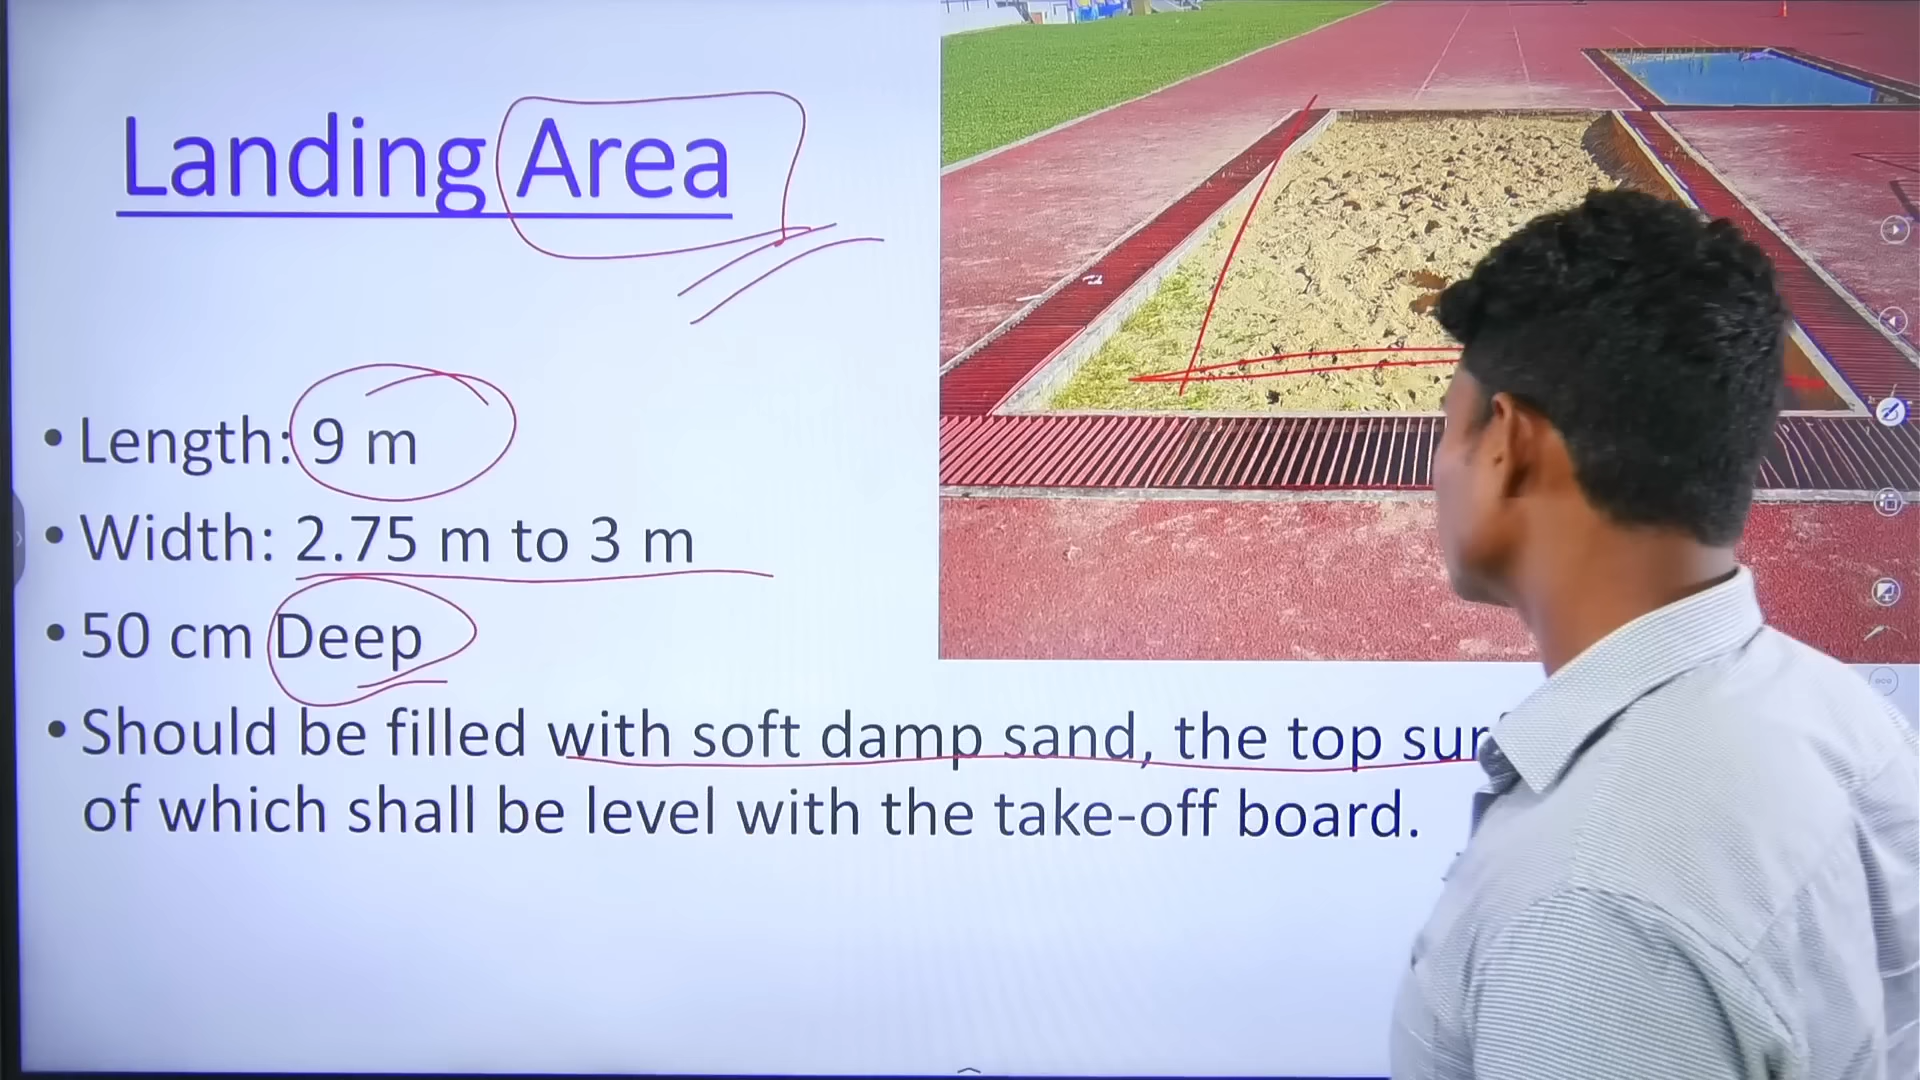 Landing Area
• Length: 9 m
• Width: 2.75 m to 3 m
• 50 cm Deep
• Should be filled with soft damp sand, the top
of which shall be level with the take-off board.